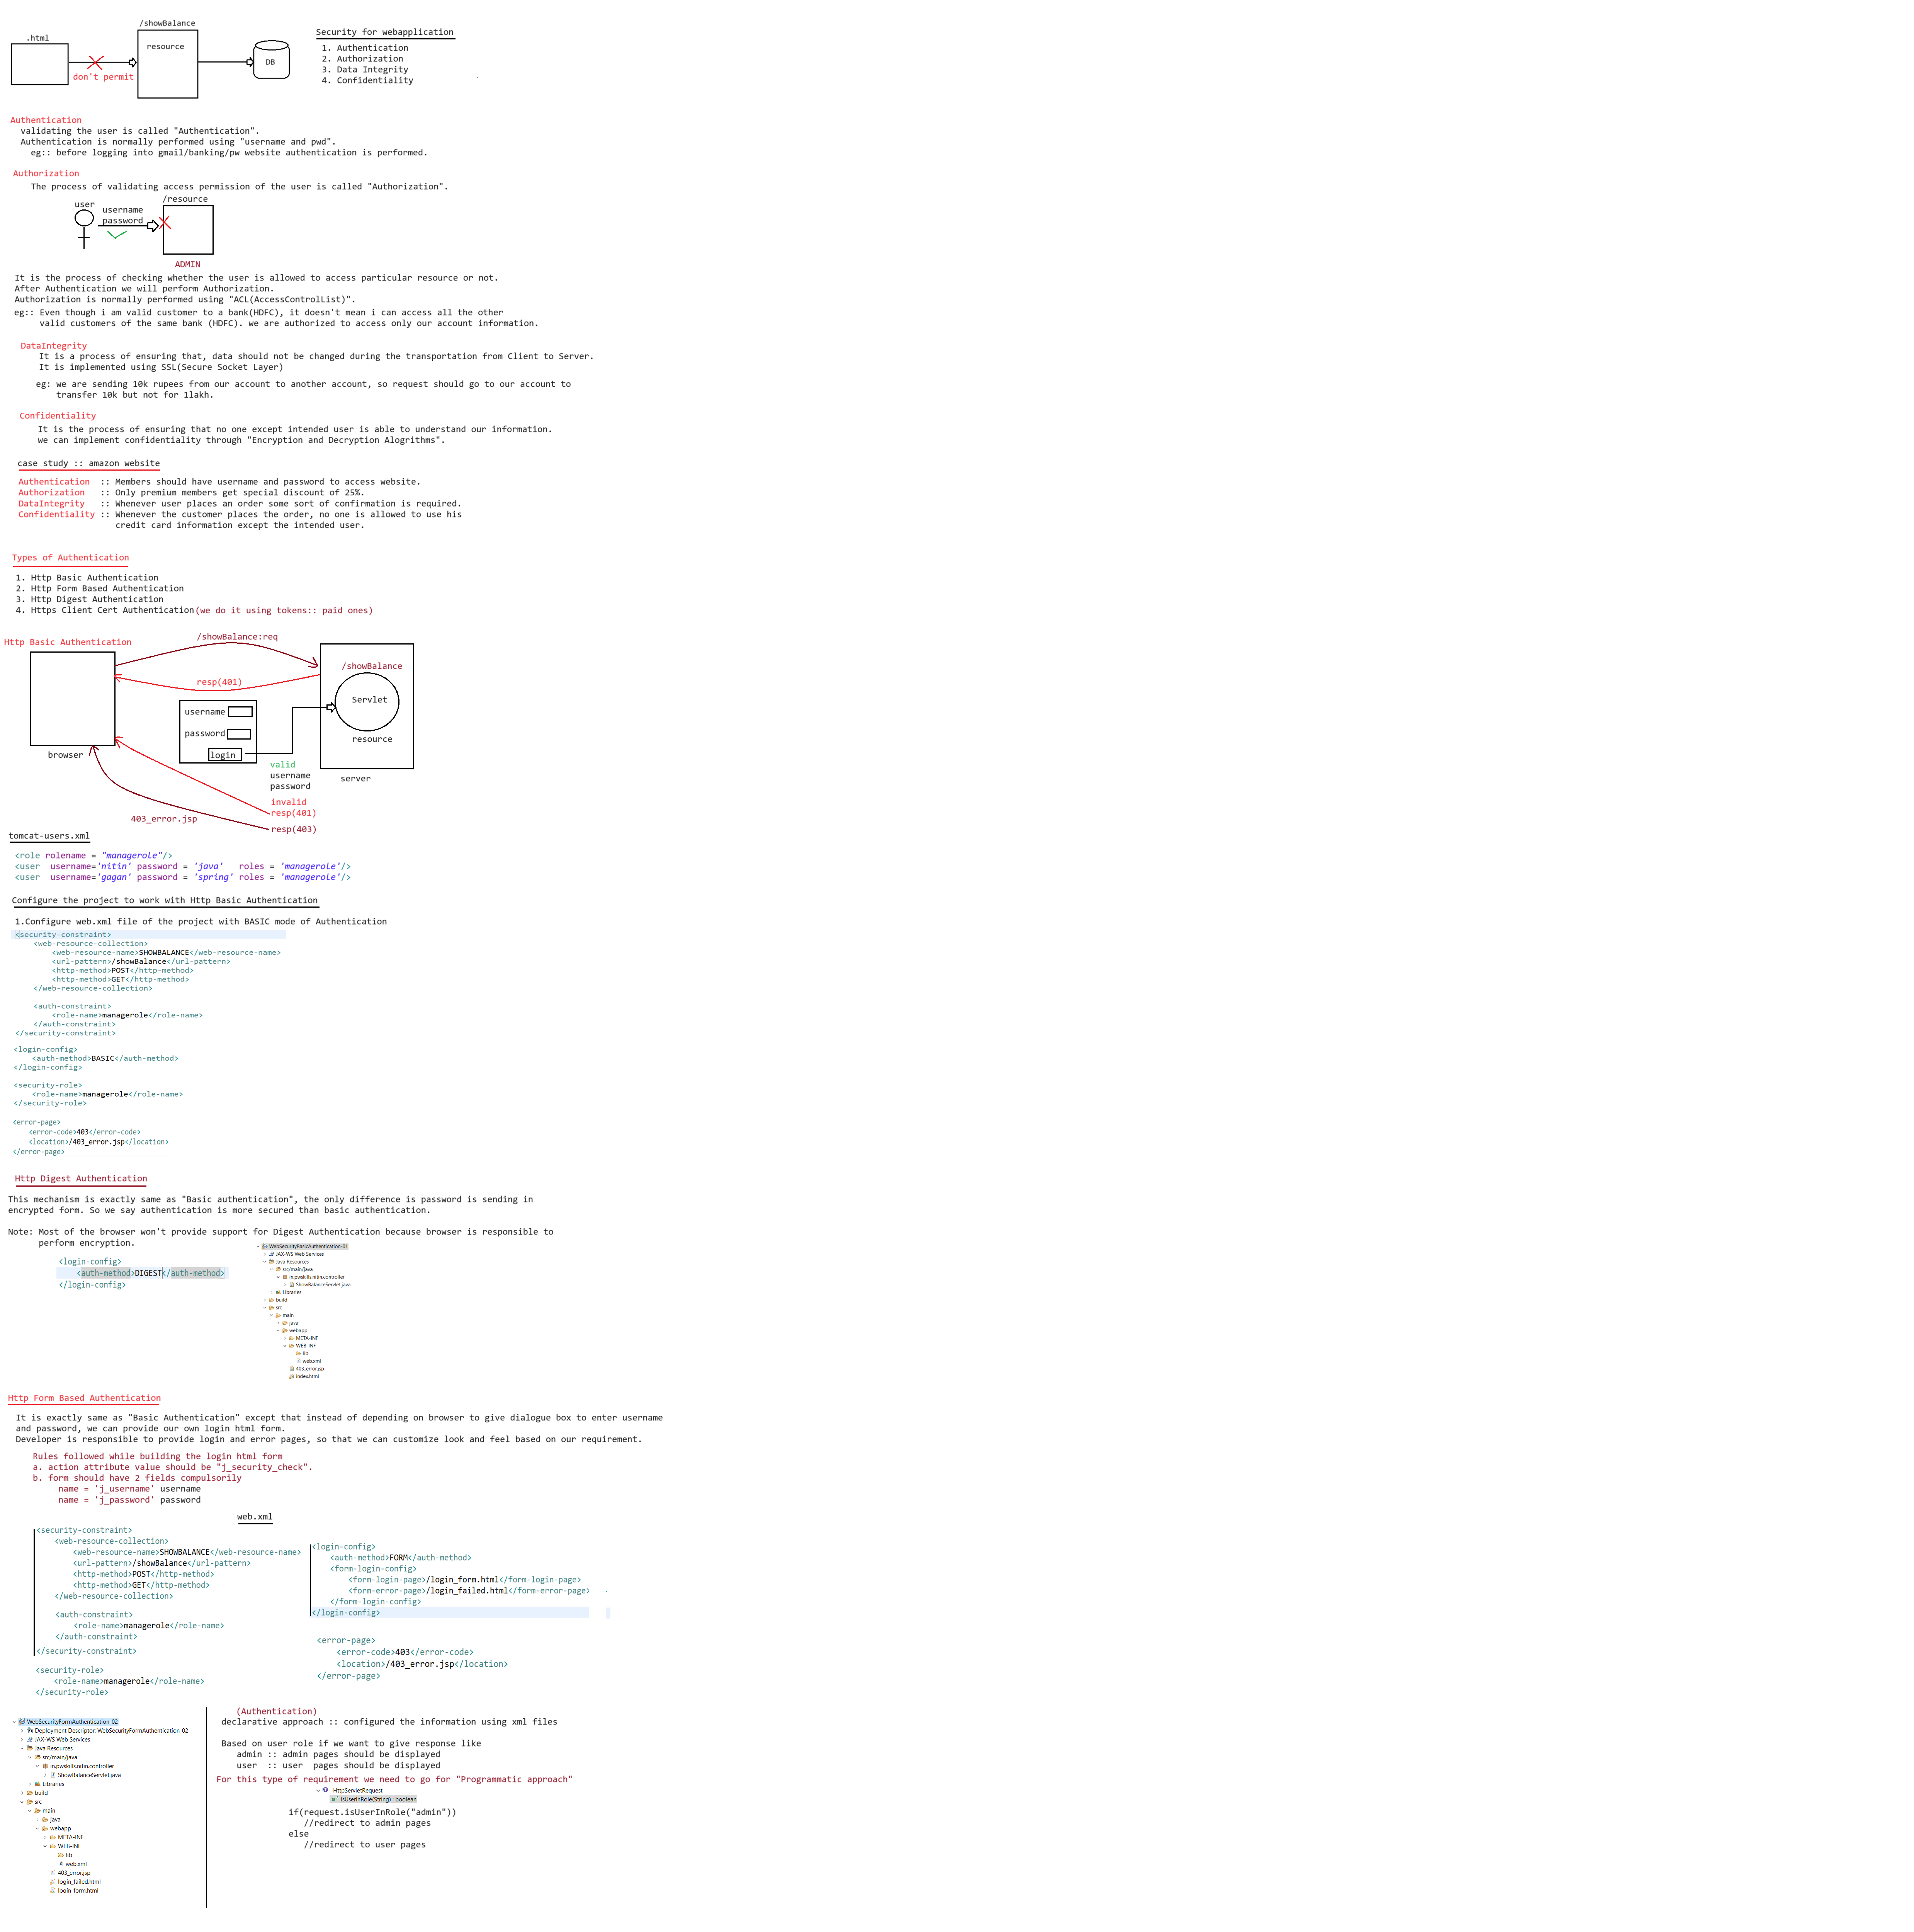 /showBalance
.html
resource
DB
don't permit
Security for webapplication
1. Authentication
2. Authorization
3. Data Integrity
4. Confidentiality
Authentication
validating the user is called "Authentication".
Authentication is normally performed using "username and pwd".
eg:: before logging into gmail/banking/pw website authentication is performed.
Authorization
The process of validating access permission of the user is called "Authorization".
user
username
password
/resource
ADMIN
It is the process of checking whether the user is allowed to access particular resource or not.
After Authentication we will perform Authorization.
Authorization is normally performed using "ACL(AccessControlList)".
eg:: Even though i am valid customer to a bank(HDFC), it doesn't mean i can access all the other
valid customers of the same bank (HDFC). we are authorized to access only our account information.
DataIntegrity
It is a process of ensuring that, data should not be changed during the transportation from Client to Server.
It is implemented using SSL(Secure Socket Layer)
eg: we are sending 10k rupees from our account to another account, so request should go to our account to
transfer 10k but not for 1lakh.
Confidentiality
It is the process of ensuring that no one except intended user is able to understand our information.
we can implement confidentiality through "Encryption and Decryption Alogrithms".
case study :: amazon website
Authentication :: Members should have username and password to access website.
Authorization :: Only premium members get special discount of 25%.
DataIntegrity :: Whenever user places an order some sort of confirmation is required.
Confidentiality :: Whenever the customer places the order, no one is allowed to use his
credit card information except the intended user.
Types of Authentication
1. Http Basic Authentication
2. Http Form Based Authentication
3. Http Digest Authentication
4. Https Client Cert Authentication(we do it using tokens:: paid ones)
Http Basic Authentication
/showBalance:req
/showBalance
resp(401)
Servlet
username
password
login
resource
browser
valid
username
password
server
invalid
resp(401)
403_error.jsp
resp(403)
tomcat-users.xml
<role rolename = "managerole"/>
<user username='nitin' password = 'java' roles = 'managerole'/>
<user username='gagan' password = 'spring' roles = 'managerole'/>
Configure the project to work with Http Basic Authentication
1.Configure web.xml file of the project with BASIC mode of Authentication
<security-constraint>
<web-resource-collection>
<web-resource-name>SHOWBALANCE</web-resource-name>
<url-pattern>/showBalance</url-pattern>
<http-method>POST</http-method>
<http-method>GET</http-method>
</web-resource-collection>
<auth-constraint>
<role-name>managerole</role-name>
</auth-constraint>
</security-constraint>
<login-config>
<auth-method>BASIC</auth-method>
</login-config>
<security-role>
<role-name>managerole</role-name>
</security-role>
<error-page>
<error-code>403</error-code>
<location>/403_error.jsp</location>
</error-page>
Http Digest Authentication
This mechanism is exactly same as "Basic authentication", the only difference is password is sending in
encrypted form. So we say authentication is more secured than basic authentication.
Note: Most of the browser won't provide support for Digest Authentication because browser is responsible to
perform encryption.
<login-config>
<auth-method>DIGEST</auth-method>
</login-config>
WebSecurityBasicAuthentication-01
JAX-WS Web Services
Java Resources
src/main/java
in.pwskills.nitin.controller
ShowBalanceServlet.java
Libraries
build
src
main
java
webapp
META-INF
WEB-INF
lib
web.xml
403_error.jsp
index.html
Http Form Based Authentication
It is exactly same as "Basic Authentication" except that instead of depending on browser to give dialogue box to enter username
and password, we can provide our own login html form.
Developer is responsible to provide login and error pages, so that we can customize look and feel based on our requirement.
Rules followed while building the login html form
a. action attribute value should be "j_security_check".
b. form should have 2 fields compulsorily
name = 'j_username' username
name = 'j_password' password
web.xml
<security-constraint>
<web-resource-collection>
<web-resource-name>SHOWBALANCE</web-resource-name>
<url-pattern>/showBalance</url-pattern>
<http-method>POST</http-method>
<http-method>GET</http-method>
</web-resource-collection>
<auth-constraint>
<role-name>managerole</role-name>
</auth-constraint>
</security-constraint>
<security-role>
<role-name>managerole</role-name>
</security-role>
<login-config>
<auth-method>FORM</auth-method>
<form-login-config>
<form-login-page>/login_form.html</form-login-page>
<form-error-page>/login_failed.html</form-error-page>
</form-login-config>
</login-config>
<error-page>
<error-code>403</error-code>
<location>/403_error.jsp</location>
</error-page>
WebSecurityFormAuthentication-02
Deployment Descriptor: WebSecurityFormAuthentication-02
JAX-WS Web Services
Java Resources
src/main/java
in.pwskills.nitin.controller
ShowBalanceServlet.java
Libraries
build
src
main
java
webapp
META-INF
WEB-INF
lib
web.xml
403_error.jsp
login_failed.html
login_form.html
(Authentication)
declarative approach :: configured the information using xml files
Based on user role if we want to give response like
admin :: admin pages should be displayed
user :: user pages should be displayed
For this type of requirement we need to go for "Programmatic approach"
HttpServletRequest
isUserInRole(String) : boolean
if(request.isUserInRole("admin"))
//redirect to admin pages
else
//redirect to user pages